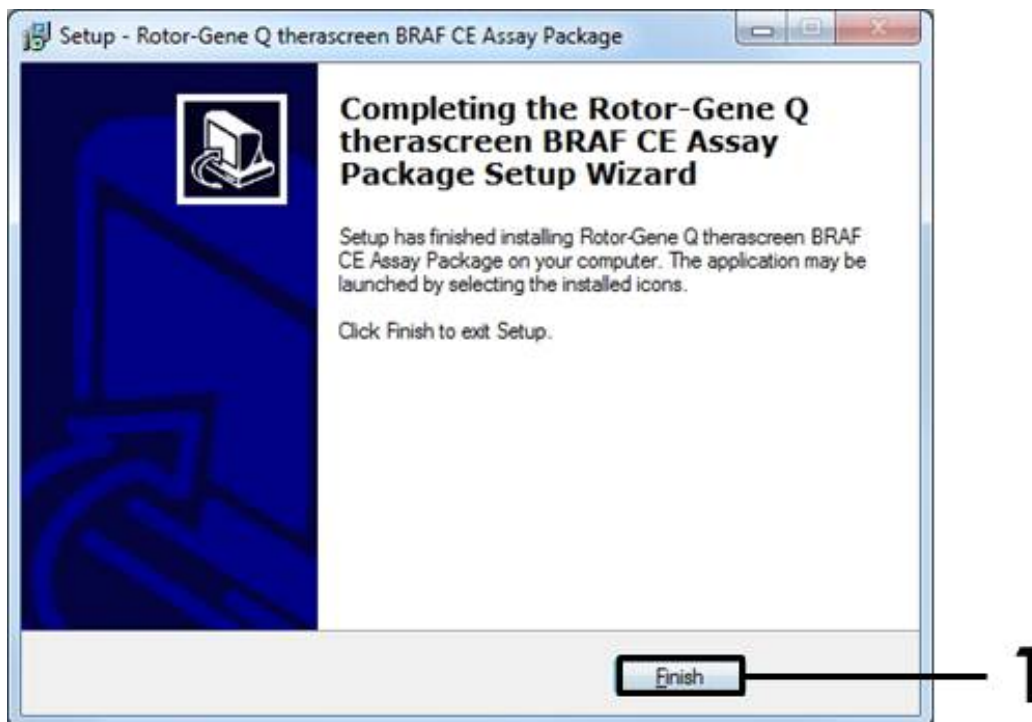 Setup - Rotor-Gene Q therascreen BRAF CE Assay Package
Completing the Rotor-Gene Q
therascreen BRAF CE Assay
Package Setup Wizard
Setup has finished installing Rotor-Gene Q therascreen BRAF
CE Assay Package on your computer. The application may be
launched by selecting the installed icons.
Click Finish to exit Setup.
Finish
1